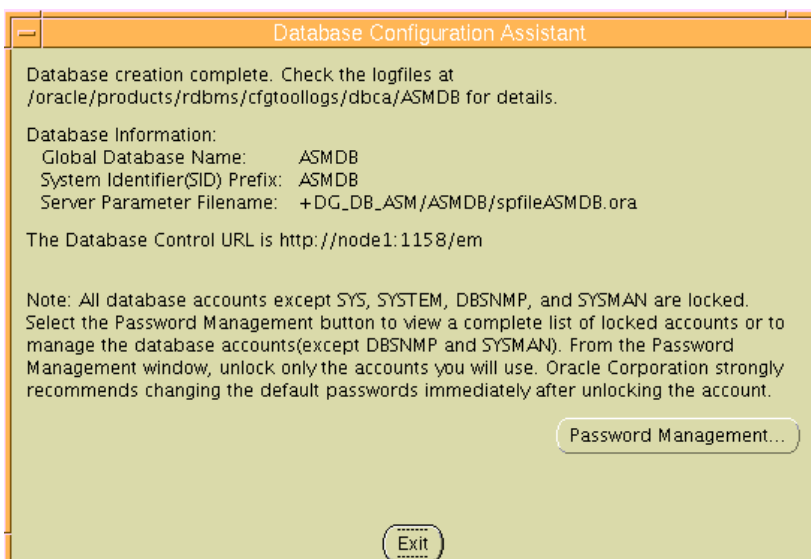 Database Configuration Assistant
Database creation complete. Check the logfiles at
/oracle/products/rdbms/cfgtoollogs/dbca/ASMDB for details.
Database Information:
Global Database Name: ASMDB
System Identifier(SID) Prefix: ASMDB
Server Parameter Filename: +DG_DB_ASM/ASMDB/spfileASMDB.ora
The Database Control URL is http://node1:1158/em
Note: All database accounts except SYS, SYSTEM, DBSNMP, and SYSMAN are locked.
Select the Password Management button to view a complete list of locked accounts or to
manage the database accounts(except DBSNMP and SYSMAN). From the Password
Management window, unlock only the accounts you will use. Oracle Corporation strongly
recommends changing the default passwords immediately after unlocking the account.
Password Management...
Exit